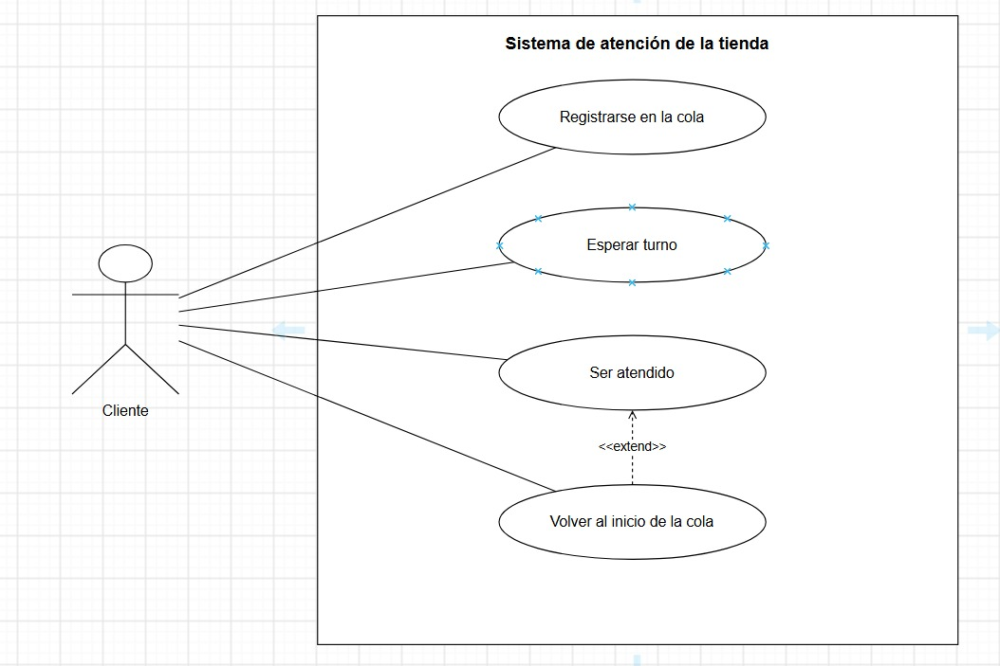 Sistema de atención de la tienda
Registrarse en la cola
Esperar turno
Ser atendido
Cliente
<<extend>>
Volver al inicio de la cola